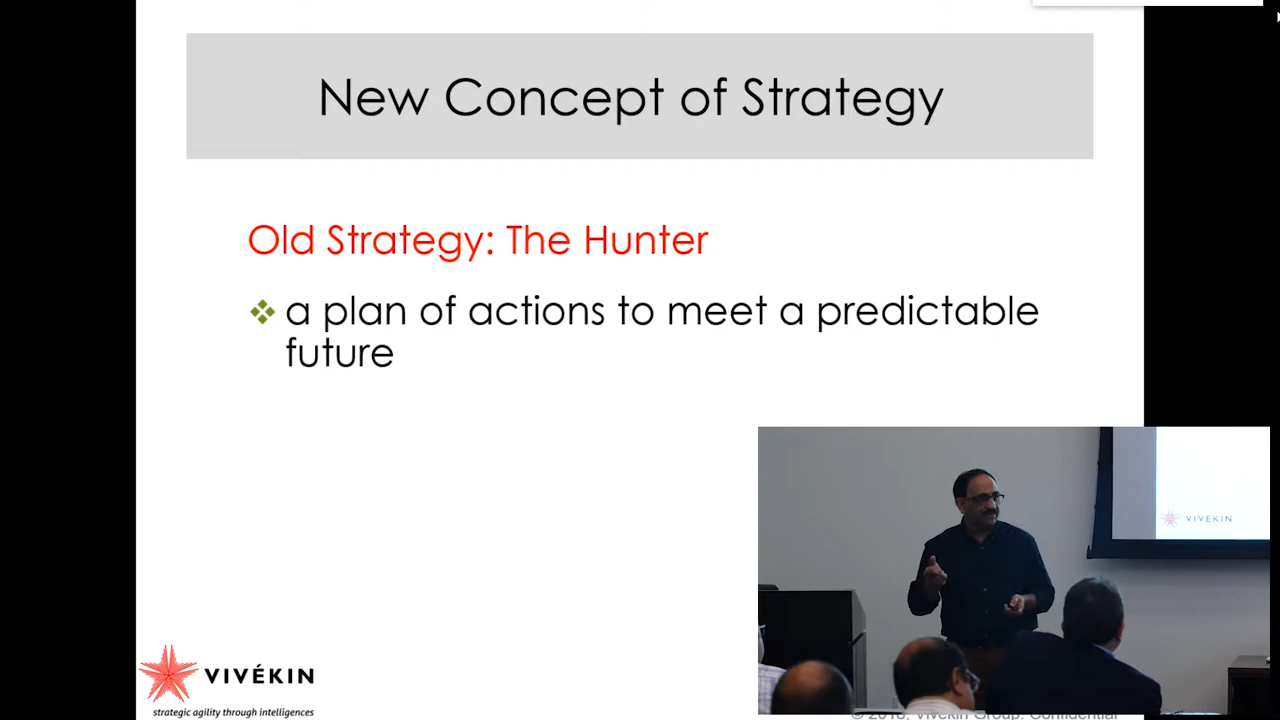 New Concept of Strategy
Old Strategy: The Hunter
a plan of actions to meet a predictable
future
VIVÉKIN
VIVÉKIN
strategic agility through intelligences